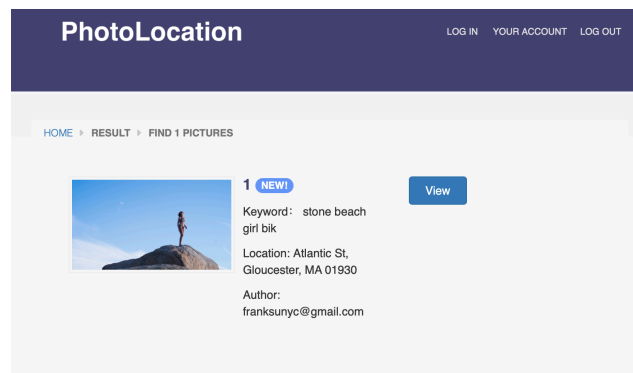 PhotoLocation
LOG IN YOUR ACCOUNT LOG OUT
HOME RESULT FIND 1 PICTURES
1 NEW!
View
Keyword： stone beach
girl bik
Location: Atlantic St,
Gloucester, MA 01930
Author:
franksunyc@gmail.com